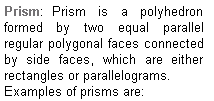 Prism: Prism is a polyhedron
formed by two equal parallel
regular polygonal faces connected
by side faces, which are either
rectangles or parallelograms.
Examples of prisms are: